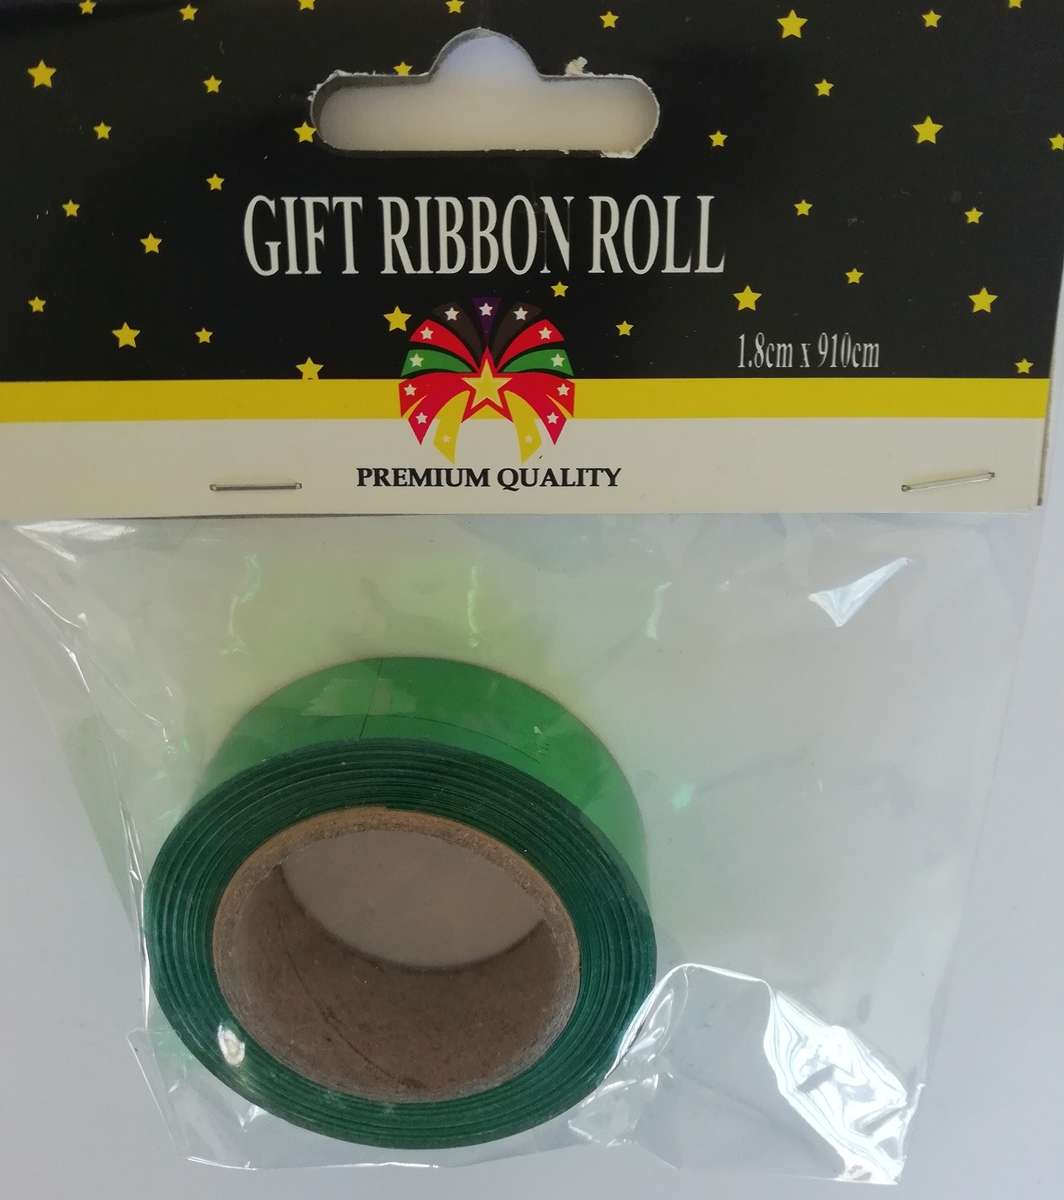 GIFT RIBBON ROLL
1.8cm x 910cm
PREMIUM QUALITY